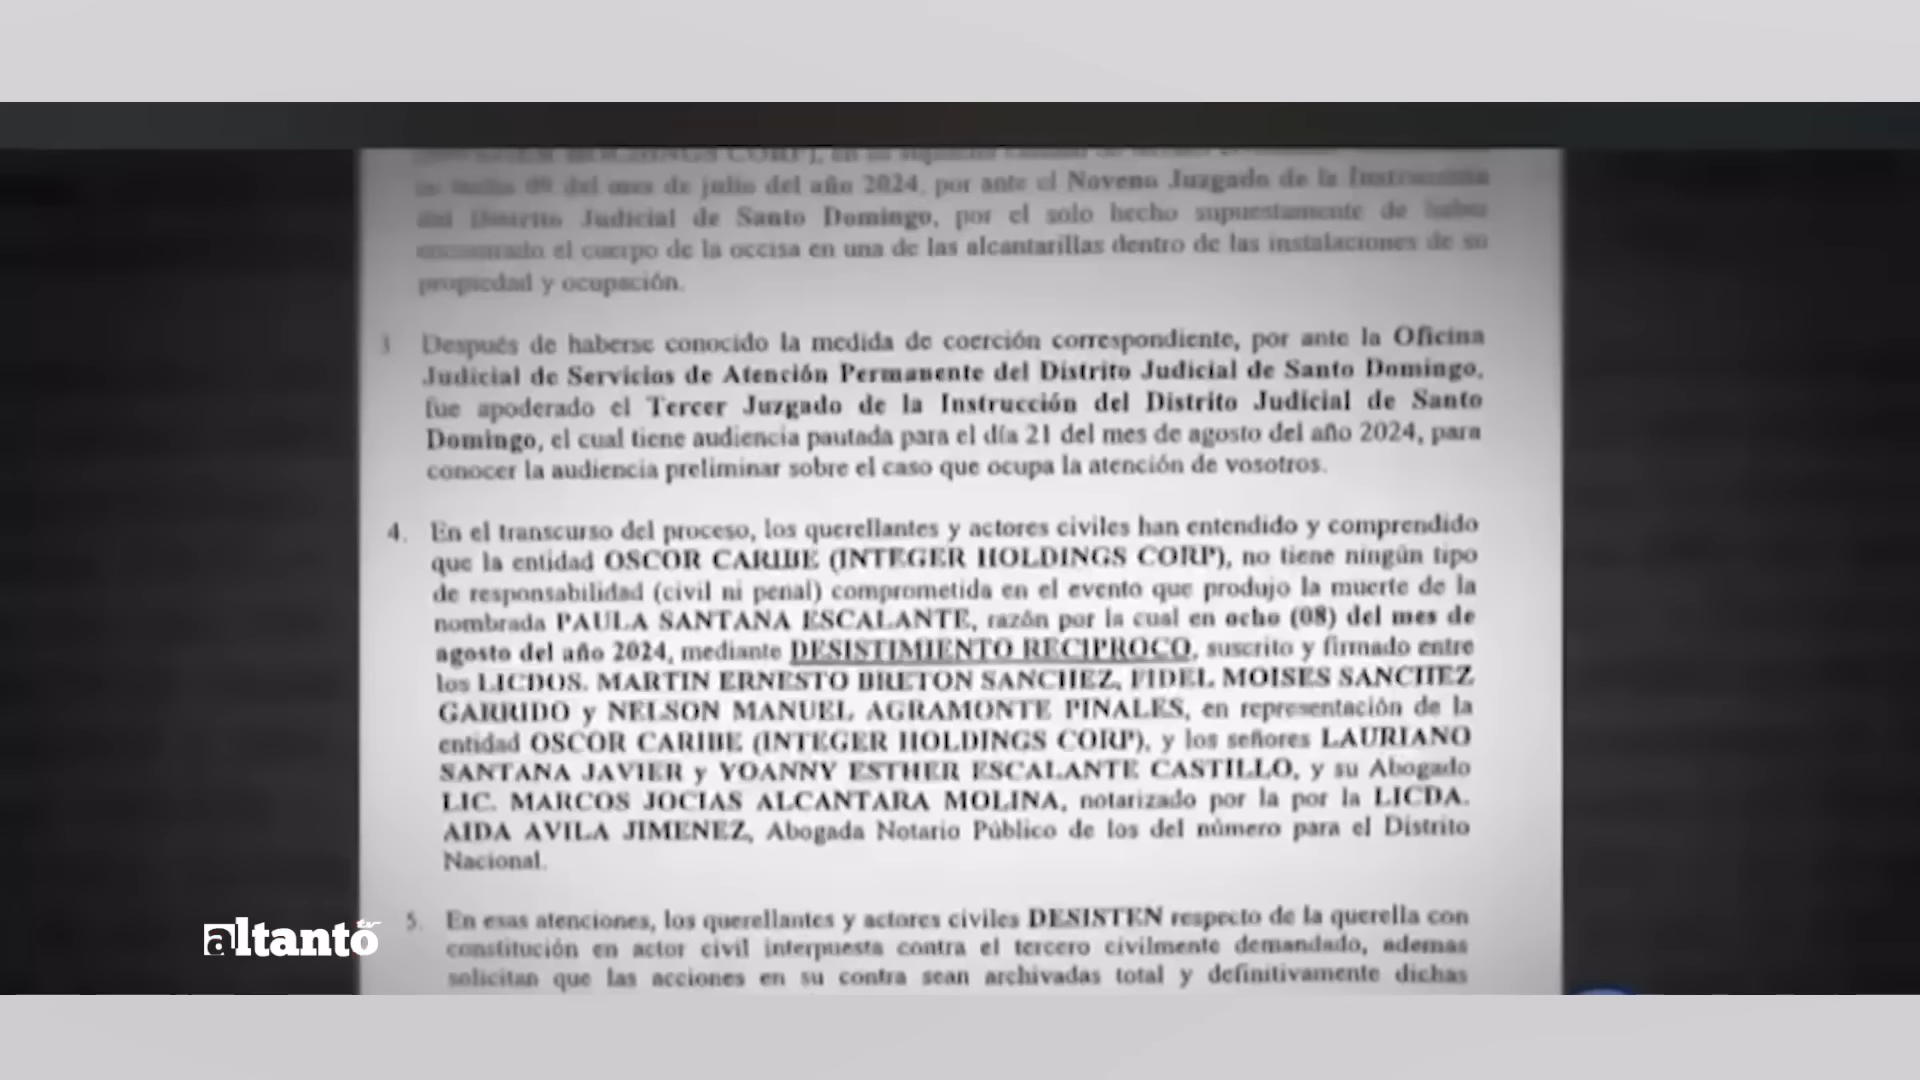 HOLDINGS CORP), en su
09 del mes de julio del año 2024, por ante el Noveno Juzgado de la Instrucción
del Distrito Judicial de Santo Domingo, por el solo hecho supuestamente de haber
el cuerpo de la occisa en una de las alcantarillas dentro de las instalaciones de su
propiedad y ocupación.
3 Después de haberse conocido la medida de coerción correspondiente, por ante la Oficina
Judicial de Servicios de Atención Permanente del Distrito Judicial de Santo Domingo,
fue apoderado el Tercer Juzgado de la Instrucción del Distrito Judicial de Santo
Domingo, el cual tiene audiencia pautada para el día 21 del mes de agosto del año 2024, para
conocer la audiencia preliminar sobre el caso que ocupa la atención de vosotros.
4. En el transcurso del proceso, los querellantes y actores civiles han entendido y comprendido
que la entidad OSCOR CARIBE (INTEGER HOLDINGS CORP), no tiene ningún tipo
de responsabilidad (civil ni penal) comprometida en el evento que produjo la muerte de la
nombrada PAULA SANTANA ESCALANTE, razón por la cual en ocho (08) del mes de
agosto del año 2024, mediante DESISTIMIENTO RECIPROCO, suscrito y firmado entre
los LICDOS. MARTIN ERNESTO BRETON SANCHEZ, FIDEL MOISES SANCHEZ
GARRIDO y NELSON MANUEL AGRAMONTE PINALES, en representación de la
entidad OSCOR CARIBE (INTEGER HOLDINGS CORP), y los señores LAURIANO
SANTANA JAVIER y YOANNY ESTHER ESCALANTE CASTILLO, y su Abogado
LIC. MARCOS JOCIAS ALCANTARA MOLINA, notarizado por la por la LICDA.
AIDA AVILA JIMENEZ, Abogada Notario Público de los del número para el Distrito
Nacional.
5. En esas atenciones, los querellantes y actores civiles DESISTEN respecto de la querella con
constitución en actor civil interpuesta contra el tercero civilmente demandado, ademas
solicitan que las acciones en su contra sean archivadas total y definitivamente dichas
altanto tv